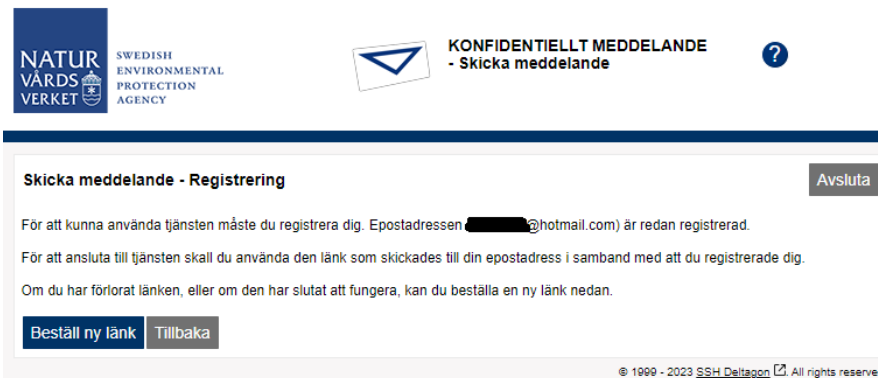 NATUR
VÅRDS
VERKET
SWEDISH
ENVIRONMENTAL
PROTECTION
AGENCY
KONFIDENTIELLT MEDDELANDE
- Skicka meddelande
?
Skicka meddelande - Registrering
Avsluta
För att kunna använda tjänsten måste du registrera dig. Epostadressen @hotmail.com) är redan registrerad.
För att ansluta till tjänsten skall du använda den länk som skickades till din epostadress i samband med att du registrerade dig.
Om du har förlorat länken, eller om den har slutat att fungera, kan du beställa en ny länk nedan.
Beställ ny länk Tillbaka
© 1999 - 2023 SSH Deltagon . All rights reserve